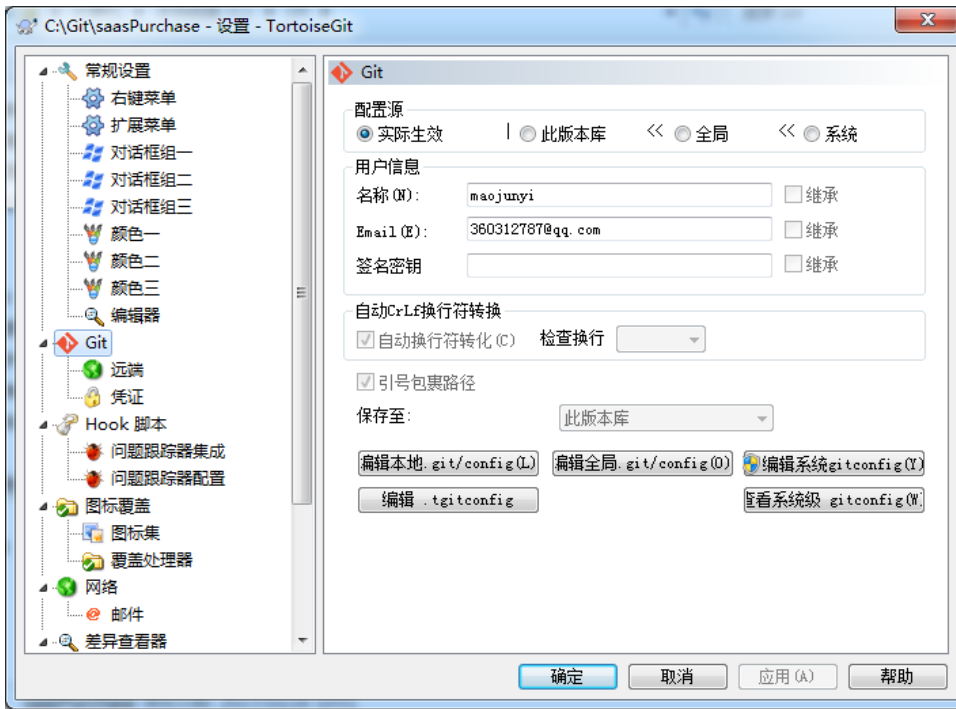 C:\Git\saasPurchase - 设置 - TortoiseGit
常规设置
右键菜单
扩展菜单
对话框组一
对话框组二
对话框组三
颜色一
颜色二
颜色三
编辑器
Git
远端
凭证
Hook 脚本
问题跟踪器集成
问题跟踪器配置
图标覆盖
图标集
覆盖处理器
网络
邮件
差异查看器
Git
配置源
实际生效 | 此版本库 << 全局 << 系统
用户信息
名称(N): maojunyi 继承
Email(E): 360312787@qq.com 继承
签名密钥 继承
自动CrLf换行符转换
自动换行符转化(C) 检查换行
引号包裹路径
保存至: 此版本库
编辑本地.git/config(L) 编辑全局.git/config(O) 编辑系统gitconfig(Y)
编辑 .tgitconfig 查看系统级 gitconfig(W)
确定 取消 应用(A) 帮助